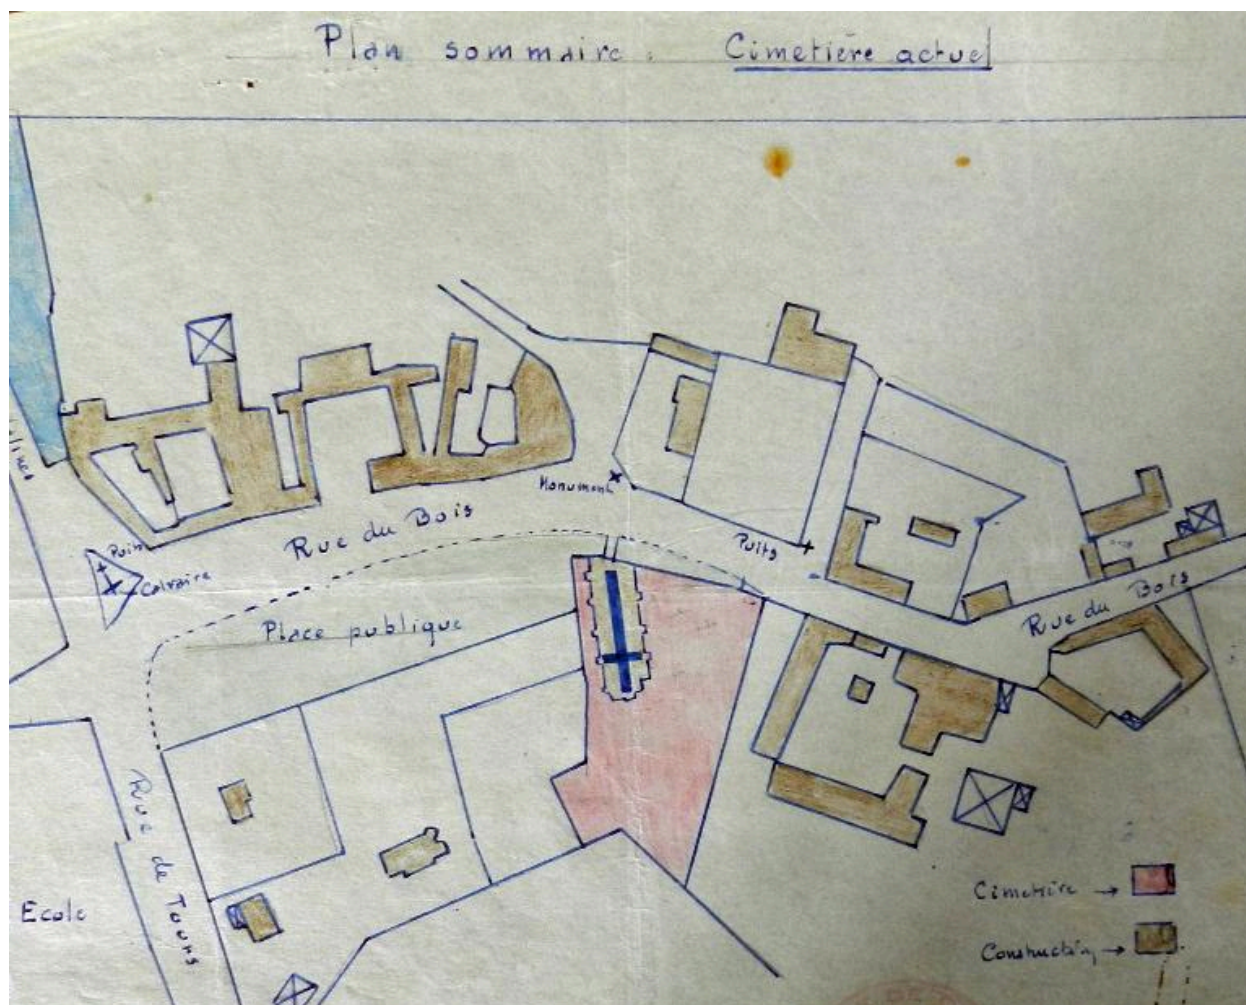 Plan sommaire : Cimetière actuel
Monument
Rue du Bois
Puits
Puits
Calvaire
Rue du Bois
Place publique
Rue de Tours
Ecole
Cimetière →
Construction →